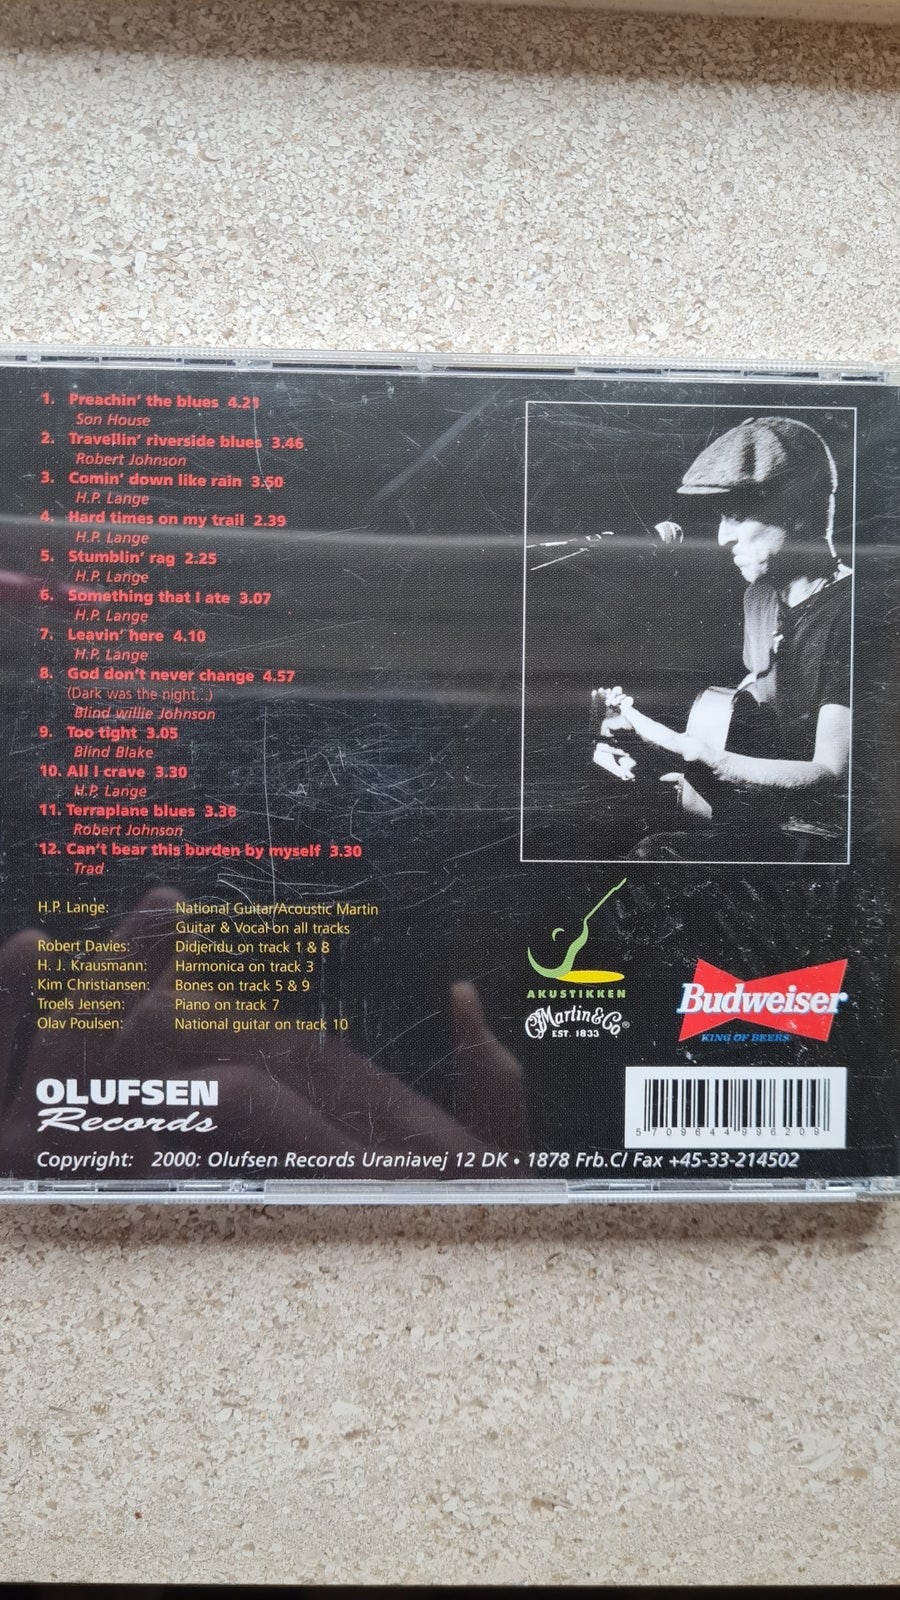 1. Preachin' the blues 4.21
Son House
2. Travellin' riverside blues 3.46
Robert Johnson
3. Comin' down like rain 3.50
H.P. Lange
4. Hard times on my trail 2.39
H.P. Lange
5. Stumblin' rag 2.25
H.P. Lange
6. Something that I ate 3.07
H.P. Lange
7. Leavin' here 4.10
H.P. Lange
8. God don't never change 4.57
(Dark was the night...)
Blind willie Johnson
9. Too tight 3.05
Blind Blake
10. All I crave 3.30
H.P. Lange
11. Terraplane blues 3.36
Robert Johnson
12. Can't bear this burden by myself 3.30
Trad
H.P. Lange: National Guitar/Acoustic Martin
Guitar & Vocal on all tracks
Robert Davies: Didjeridu on track 1 & 8
H. J. Krausmann: Harmonica on track 3
Kim Christiansen: Bones on track 5 & 9
Troels Jensen: Piano on track 7
Olav Poulsen: National guitar on track 10
AKUSTIKKEN
CF Martin & Co®
EST. 1833
Budweiser
KING OF BEERS
OLUFSEN
Records
5 709644 996209
Copyright: 2000: Olufsen Records Uraniavej 12 DK • 1878 Frb.C/ Fax +45-33-214502